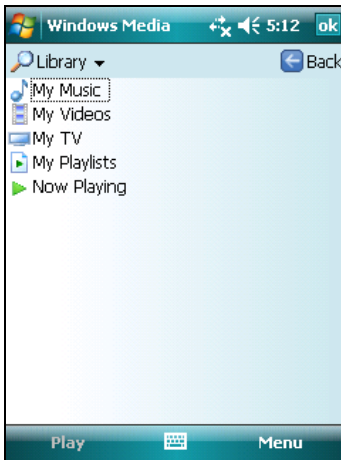 Windows Media 5:12 ok
Library Back
My Music
My Videos
My TV
My Playlists
Now Playing
Play Menu